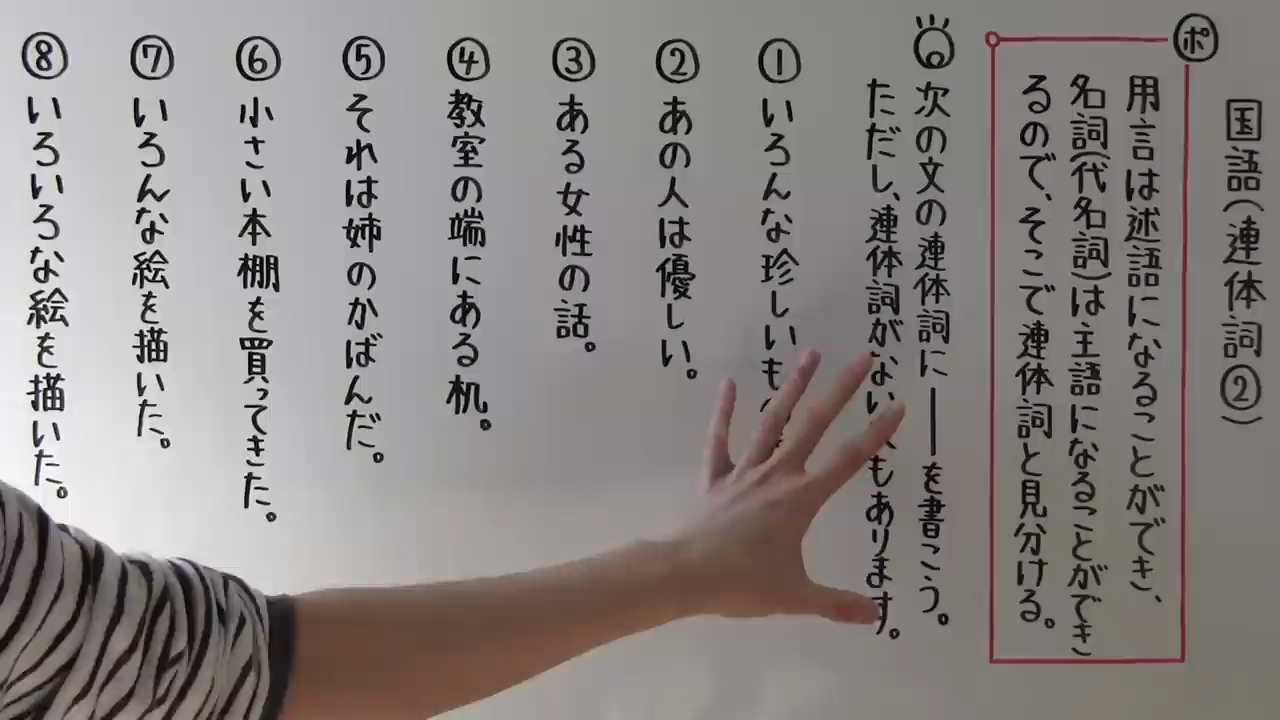 国語(連体詞②)
ポ
用言は述語になることができ、
名詞(代名詞)は主語になることができ
るので、そこで連体詞と見分ける。
次の文の連体詞に――を書こう。
ただし、連体詞がない もあります。
① いろんな珍しいも
② あの人は優しい。
③ ある女性の話。
④ 教室の端にある机。
⑤ それは姉のかばんだ。
⑥ 小さい本棚を買ってきた。
⑦ いろんな絵を描いた。
⑧ いろいろな絵を描いた。